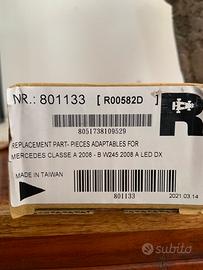 NR.: 801133 [ R00582D ]
8051738109529
REPLACEMENT PART- PIECES ADAPTABLES FOR
MERCEDES CLASSE A 2008 - B W245 2008 A LED DX
MADE IN TAIWAN
R
801133
2021 03.14
subito